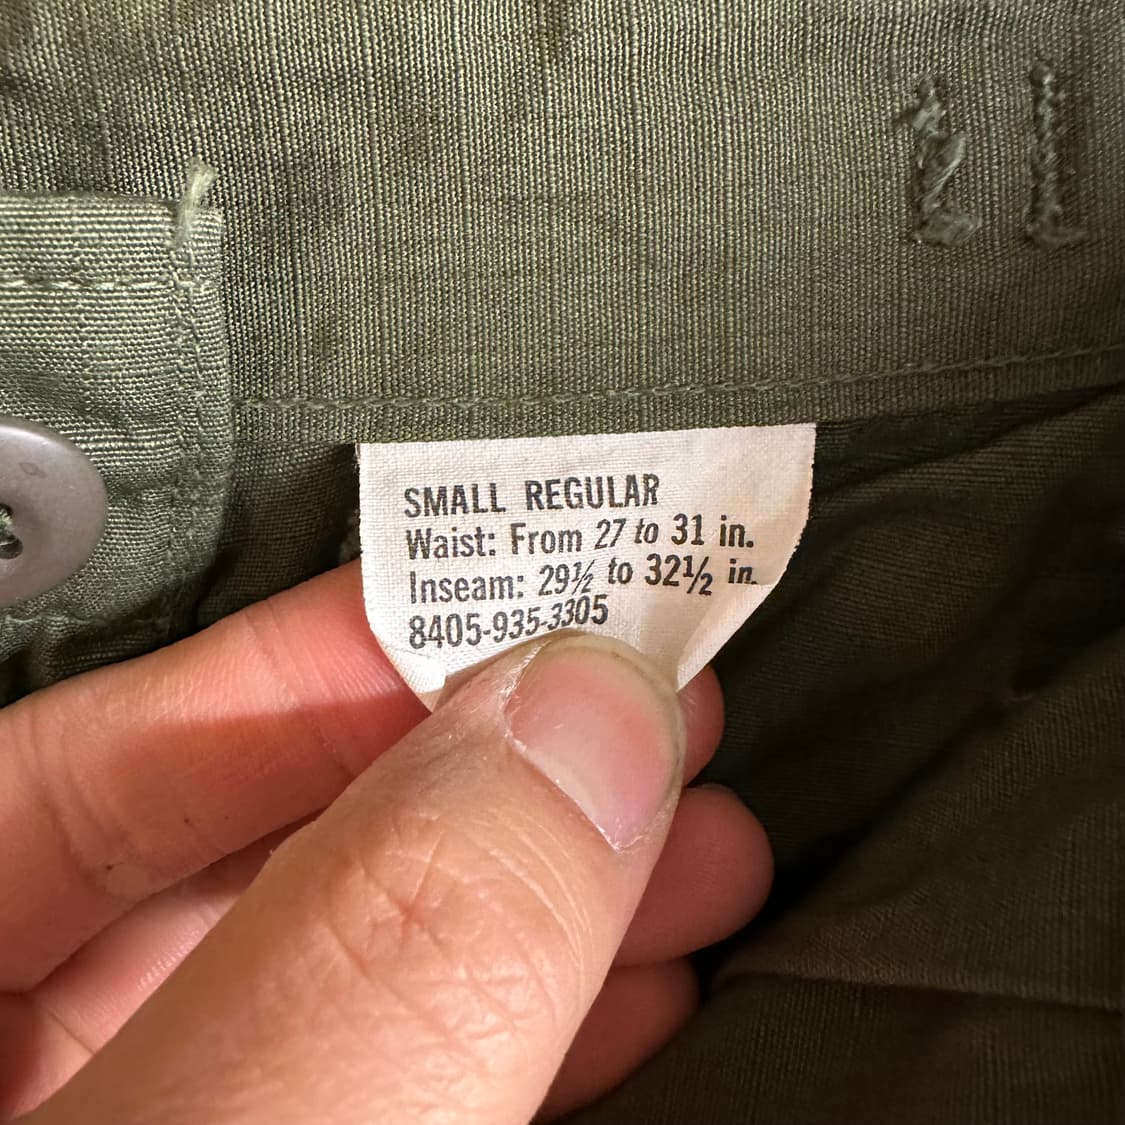 SMALL REGULAR
Waist: From 27 to 31 in.
Inseam: 29½ to 32½ in.
8405-935-3305